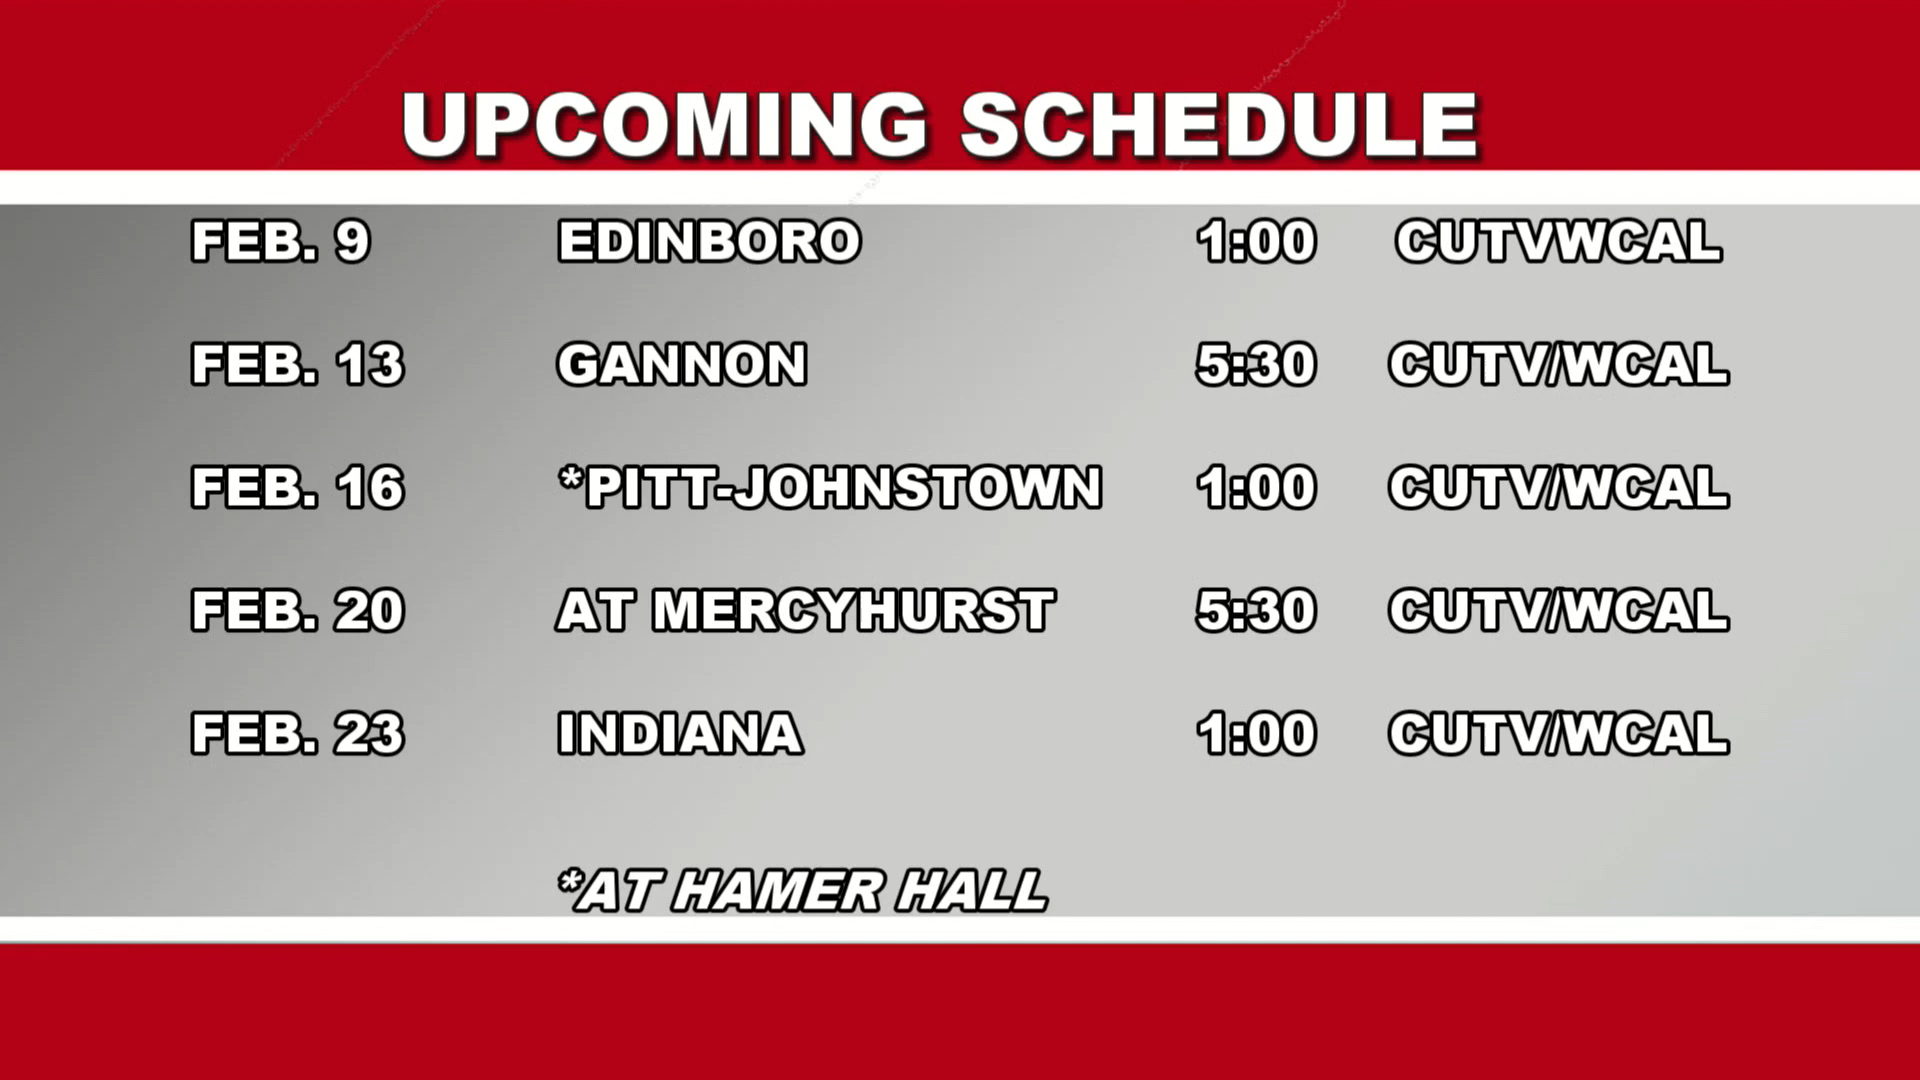 UPCOMING SCHEDULE
FEB. 9 EDINBORO 1:00 CUTVWCAL
FEB. 13 GANNON 5:30 CUTV/WCAL
FEB. 16 *PITT-JOHNSTOWN 1:00 CUTV/WCAL
FEB. 20 AT MERCYHURST 5:30 CUTV/WCAL
FEB. 23 INDIANA 1:00 CUTV/WCAL
*AT HAMER HALL